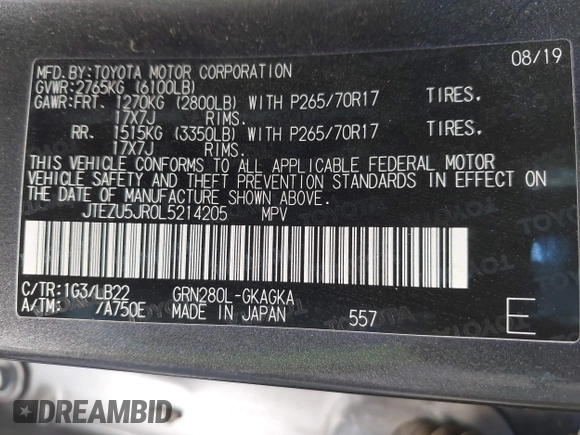 08/19
MFD.BY:TOYOTA MOTOR CORPORATION
GVWR:2765KG (6100LB)
GAWR:FRT. 1270KG (2800LB) WITH P265/70R17 TIRES,
17X7J RIMS.
RR. 1515KG (3350LB) WITH P265/70R17 TIRES,
17X7J RIMS.
THIS VEHICLE CONFORMS TO ALL APPLICABLE FEDERAL MOTOR
VEHICLE SAFETY AND THEFT PREVENTION STANDARDS IN EFFECT ON
THE DATE OF MANUFACTURE SHOWN ABOVE.
JTEZU5JR0L5214205 MPV
C/TR:1G3/LB22 GRN280L-GKAGKA
A/TM: /A750E MADE IN JAPAN 557 E
DREAMBID